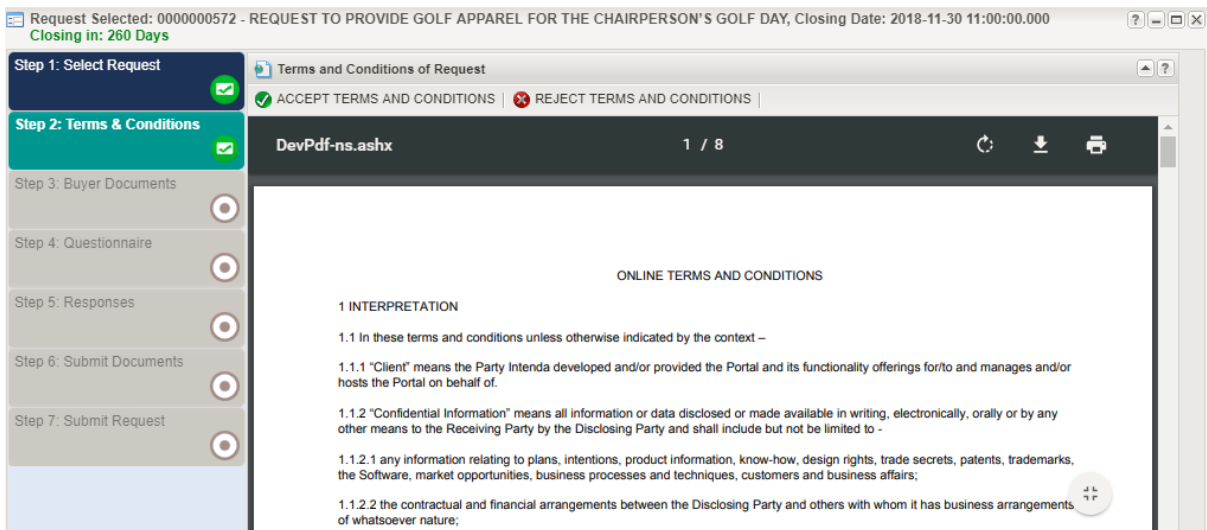 Request Selected: 0000000572 - REQUEST TO PROVIDE GOLF APPAREL FOR THE CHAIRPERSON'S GOLF DAY, Closing Date: 2018-11-30 11:00:00.000
Closing in: 260 Days
Step 1: Select Request
Step 2: Terms & Conditions
Step 3: Buyer Documents
Step 4: Questionnaire
Step 5: Responses
Step 6: Submit Documents
Step 7: Submit Request
Terms and Conditions of Request
ACCEPT TERMS AND CONDITIONS | REJECT TERMS AND CONDITIONS |
DevPdf-ns.ashx 1 / 8
ONLINE TERMS AND CONDITIONS
1 INTERPRETATION
1.1 In these terms and conditions unless otherwise indicated by the context –
1.1.1 “Client” means the Party Intenda developed and/or provided the Portal and its functionality offerings for/to and manages and/or
hosts the Portal on behalf of.
1.1.2 “Confidential Information” means all information or data disclosed or made available in writing, electronically, orally or by any
other means to the Receiving Party by the Disclosing Party and shall include but not be limited to -
1.1.2.1 any information relating to plans, intentions, product information, know-how, design rights, trade secrets, patents, trademarks,
the Software, market opportunities, business processes and techniques, customers and business affairs;
1.1.2.2 the contractual and financial arrangements between the Disclosing Party and others with whom it has business arrangements
of whatsoever nature;